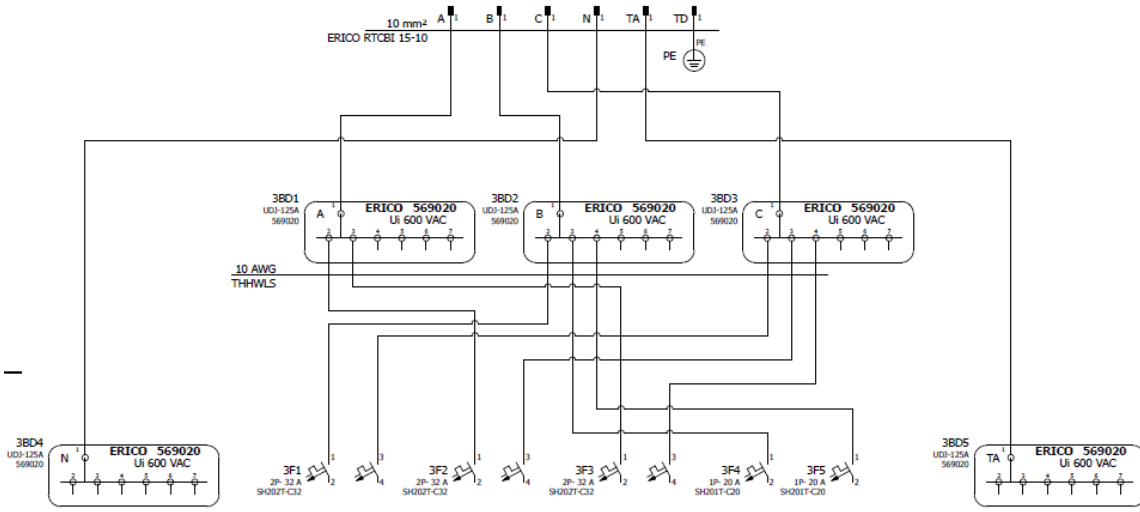 A 1 B 1 C 1 N 1 TA 1 TD 1
10 mm²
ERICO RTCBI 15-10
PE
PE
3BD1
UDJ-125A
569020
A 1 ERICO 569020
Ui 600 VAC
2 3 4 5 6 7
3BD2
UDJ-125A
569020
B 1 ERICO 569020
Ui 600 VAC
2 3 4 5 6 7
3BD3
UDJ-125A
569020
C 1 ERICO 569020
Ui 600 VAC
2 3 4 5 6 7
10 AWG
THHWLS
3BD4
UDJ-125A
569020
N 1 ERICO 569020
Ui 600 VAC
2 3 4 5 6 7
3F1
2P- 32 A
SH202T-C32
1 2 3 4
3F2
2P- 32 A
SH202T-C32
1 2 3 4
3F3
2P- 32 A
SH202T-C32
1 2 3 4
3F4
1P- 20 A
SH201T-C20
1 2
3F5
1P- 20 A
SH201T-C20
1 2
3BD5
UDJ-125A
569020
TA 1 ERICO 569020
Ui 600 VAC
2 3 4 5 6 7